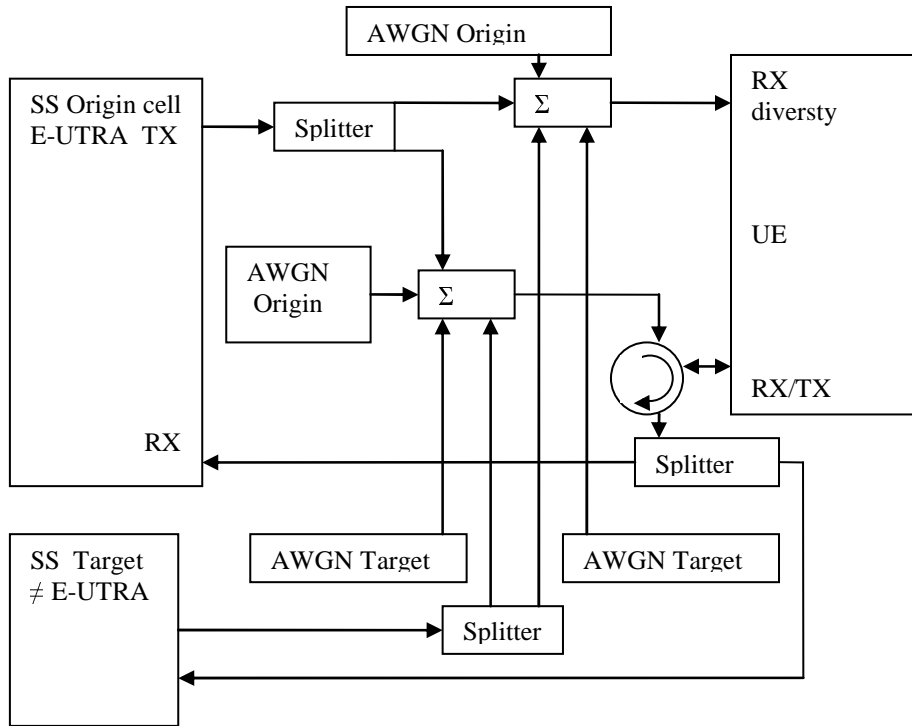 AWGN Origin
SS Origin cell
E-UTRA TX
Splitter
Σ
RX
diversty
AWGN
Origin
Σ
UE
RX/TX
RX
Splitter
AWGN Target
AWGN Target
SS Target
≠ E-UTRA
Splitter